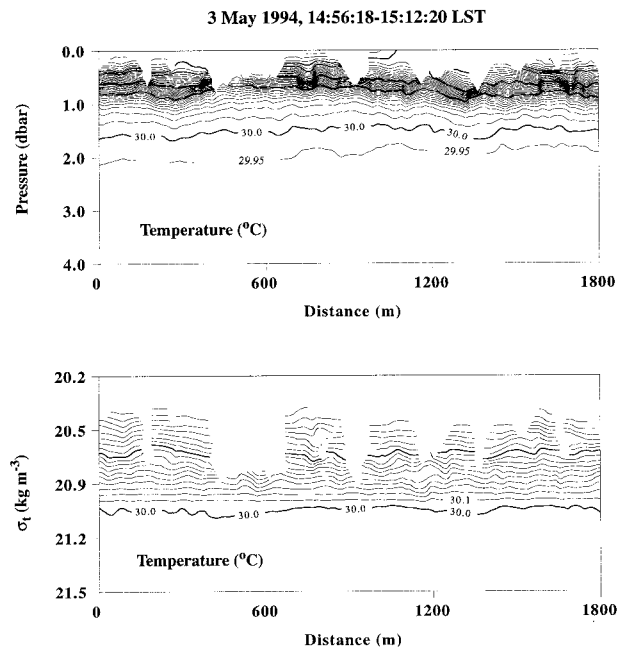 3 May 1994, 14:56:18-15:12:20 LST
0.0
1.0
2.0
3.0
4.0
Pressure (dbar)
30.0 30.0 30.0 30.0
29.95 29.95
Temperature (°C)
0 600 1200 1800
Distance (m)
20.2
20.5
20.9
21.2
21.5
σt (kg m-3)
30.1
30.0 30.0 30.0 30.0
Temperature (°C)
0 600 1200 1800
Distance (m)